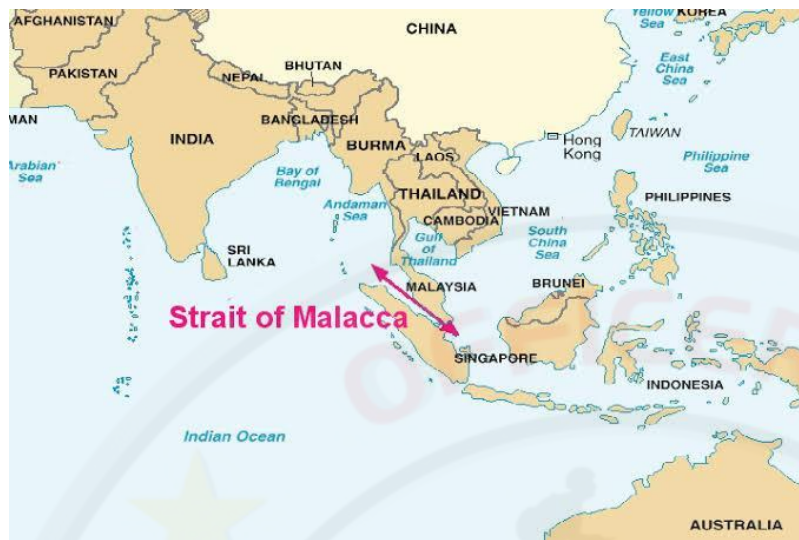 AFGHANISTAN
CHINA
Yellow KOREA
Sea
East
China
Sea
PAKISTAN
NEPAL
BHUTAN
MAN
INDIA
BANGLADESH
BURMA
LAOS
Hong
Kong
TAIWAN
Philippine
Sea
Arabian
Sea
Bay of
Bengal
THAILAND
Andaman
Sea
CAMBODIA
VIETNAM
PHILIPPINES
Gulf
of
Thailand
South
China
Sea
SRI
LANKA
MALAYSIA
BRUNEI
Strait of Malacca
SINGAPORE
INDONESIA
Indian Ocean
AUSTRALIA